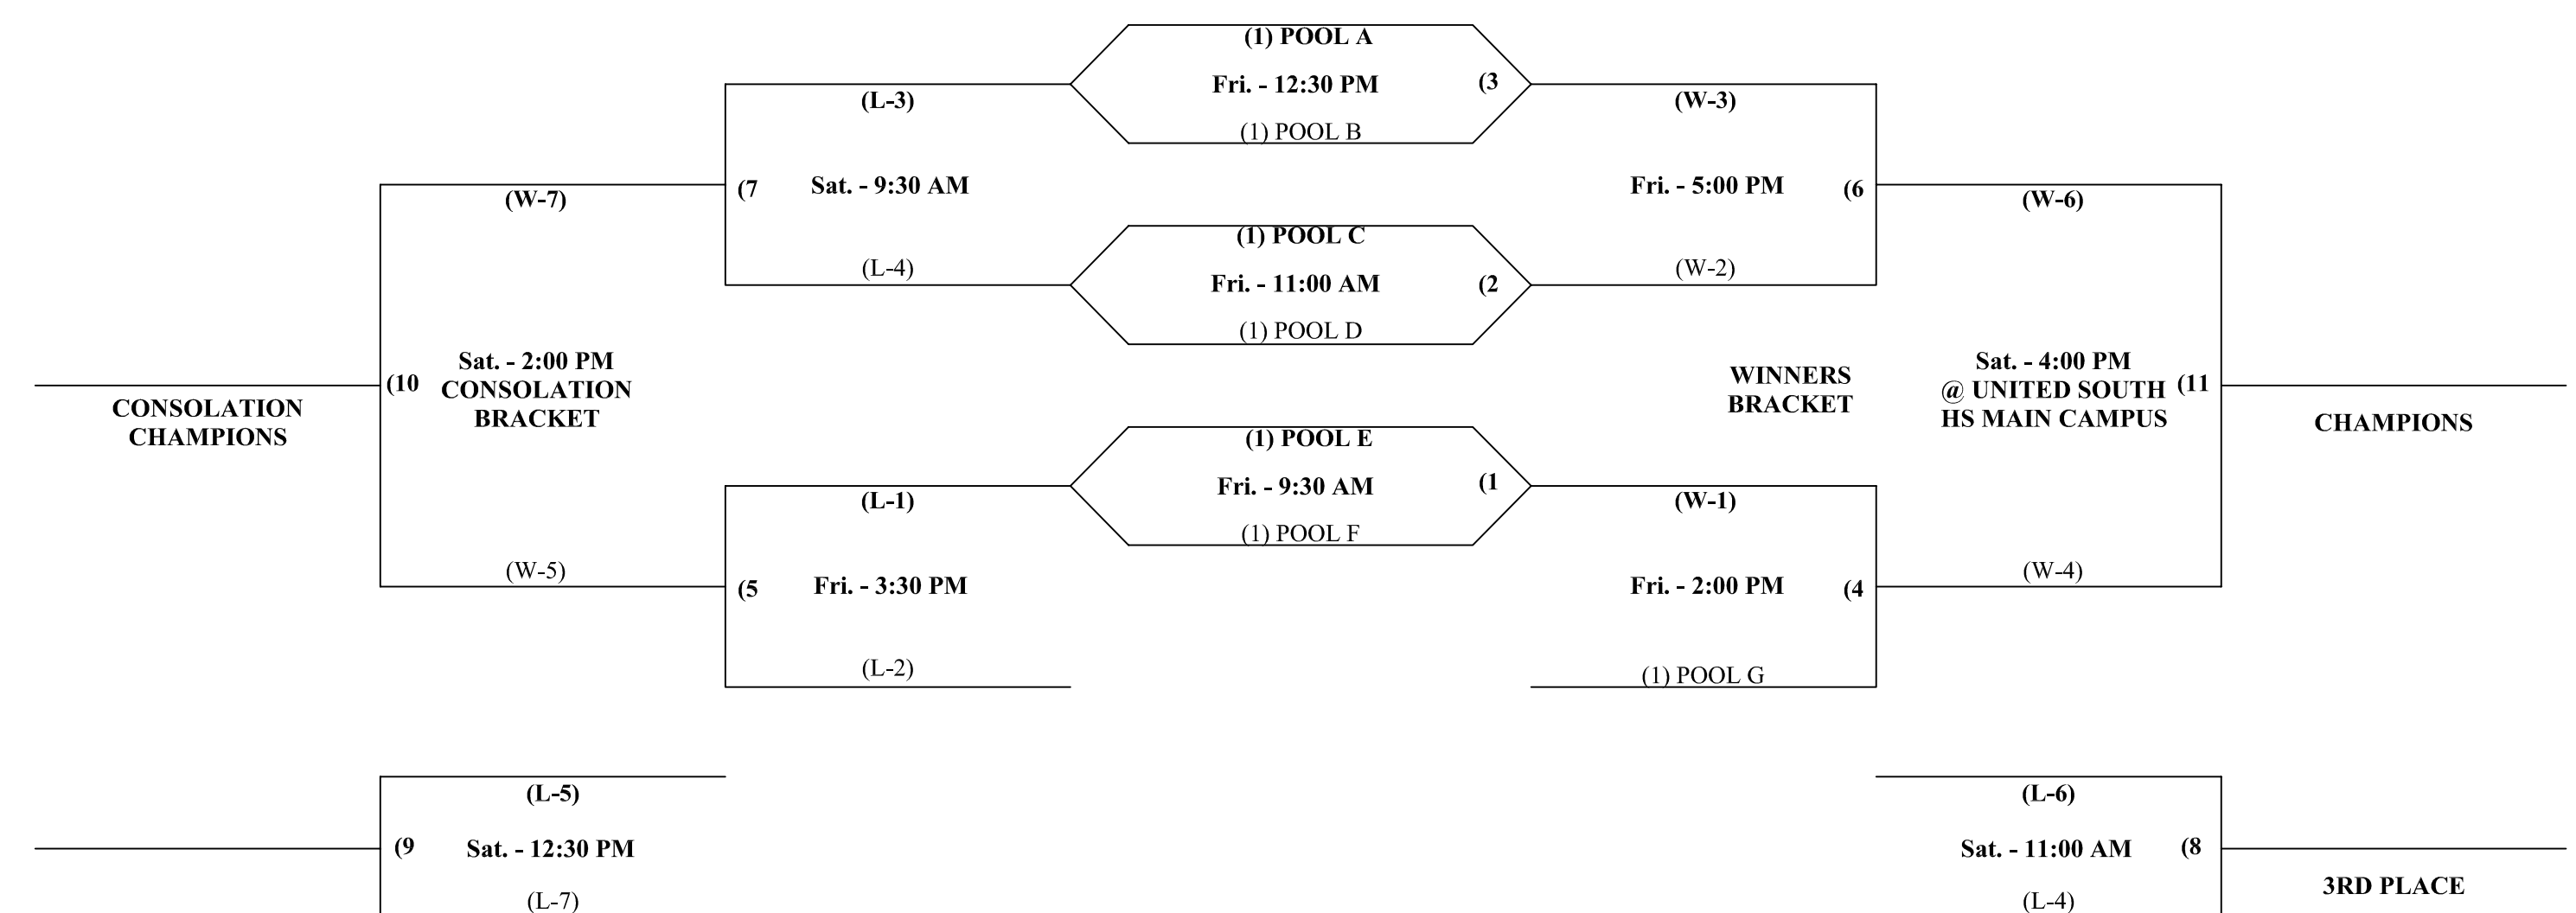 (1) POOL A
Fri. - 12:30 PM (3
(1) POOL B
(L-3)
(W-3)
(7 Sat. - 9:30 AM
Fri. - 5:00 PM (6
(W-7)
(W-6)
(1) POOL C
(L-4)
(W-2)
Fri. - 11:00 AM (2
(1) POOL D
Sat. - 2:00 PM
(10 CONSOLATION
BRACKET
CONSOLATION
CHAMPIONS
WINNERS
BRACKET
Sat. - 4:00 PM
@ UNITED SOUTH (11
HS MAIN CAMPUS
CHAMPIONS
(1) POOL E
Fri. - 9:30 AM (1
(1) POOL F
(L-1)
(W-1)
(W-5)
(W-4)
(5 Fri. - 3:30 PM
Fri. - 2:00 PM (4
(L-2)
(1) POOL G
(L-5)
(L-6)
(9 Sat. - 12:30 PM
Sat. - 11:00 AM (8
(L-7)
(L-4)
3RD PLACE